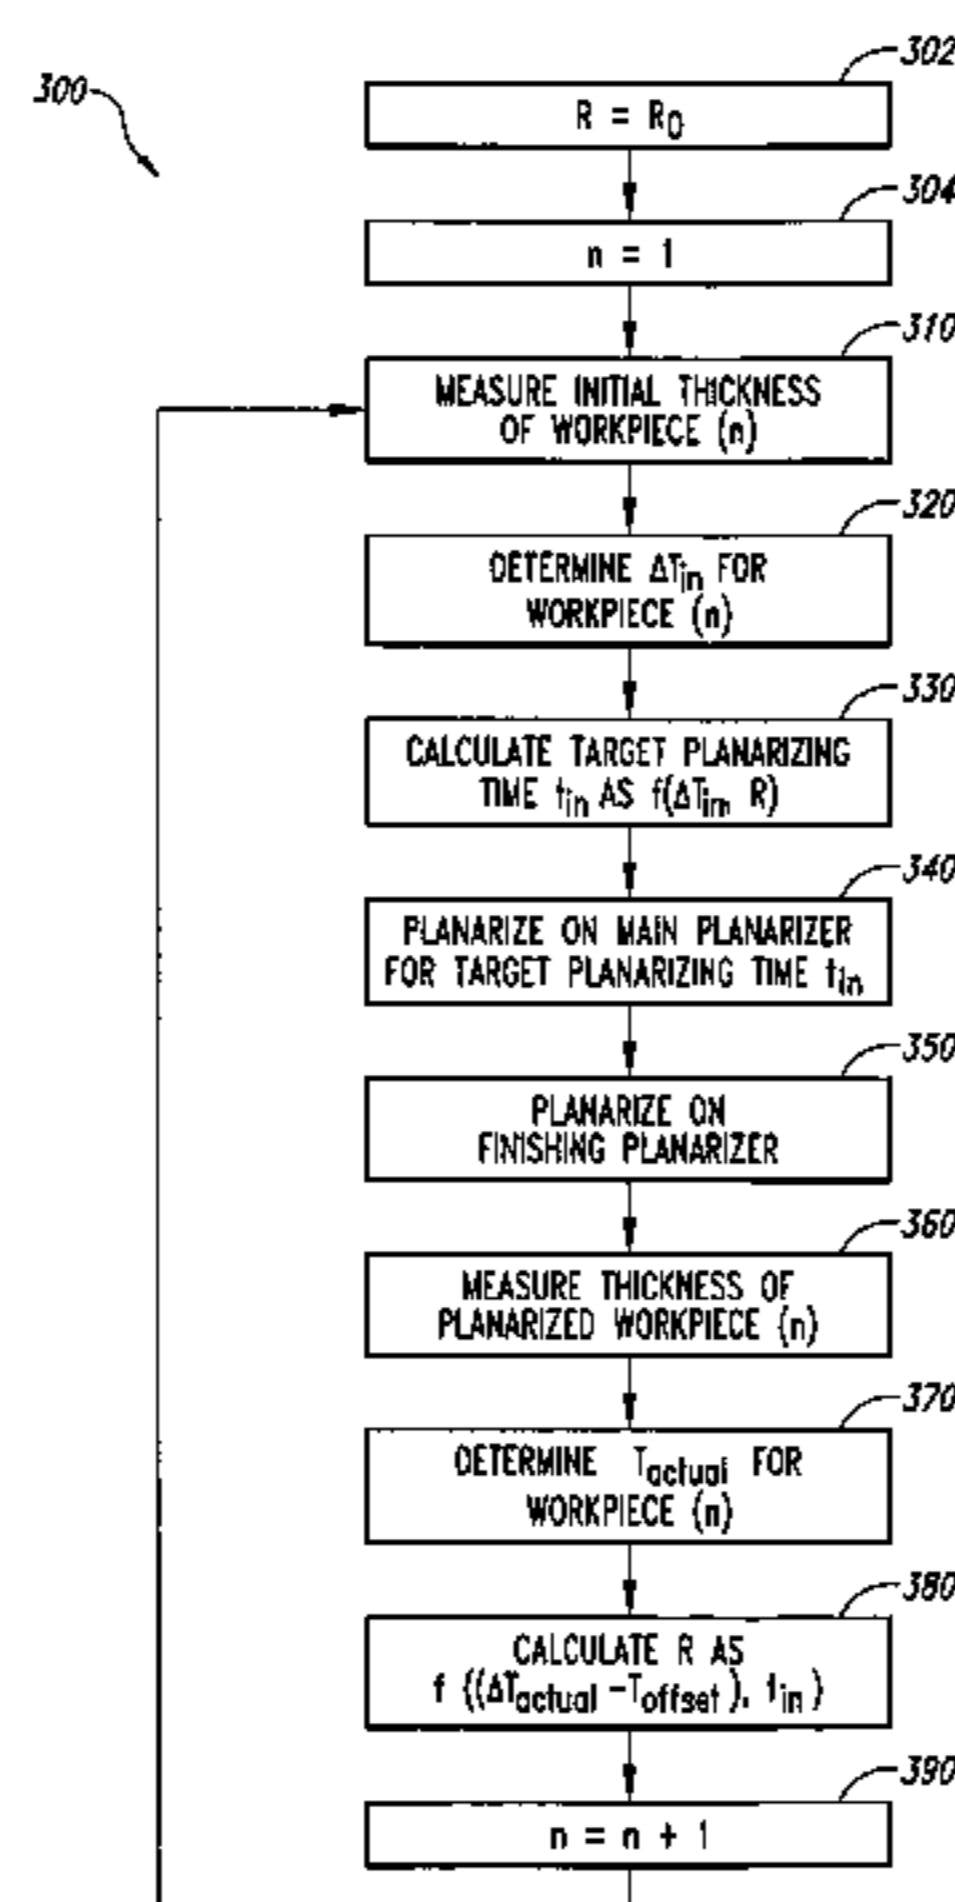 300
302
R = R0
304
n = 1
310
MEASURE INITIAL THICKNESS
OF WORKPIECE (n)
320
DETERMINE ΔTin FOR
WORKPIECE (n)
330
CALCULATE TARGET PLANARIZING
TIME tin AS f(ΔTin, R)
340
PLANARIZE ON MAIN PLANARIZER
FOR TARGET PLANARIZING TIME tin
350
PLANARIZE ON
FINISHING PLANARIZER
360
MEASURE THICKNESS OF
PLANARIZED WORKPIECE (n)
370
DETERMINE Tactual FOR
WORKPIECE (n)
380
CALCULATE R AS
f ((ΔTactual -Toffset), tin)
390
n = n + 1